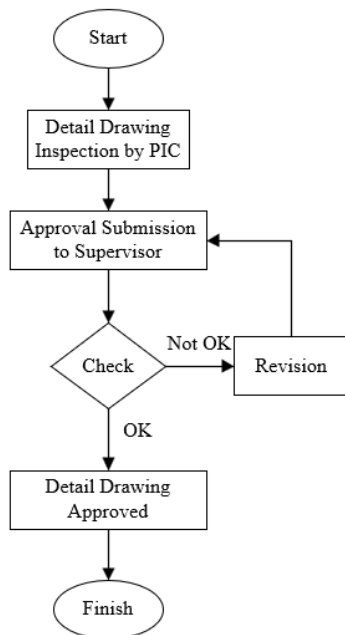 Start
Detail Drawing
Inspection by PIC
Approval Submission
to Supervisor
Check
Not OK
Revision
OK
Detail Drawing
Approved
Finish